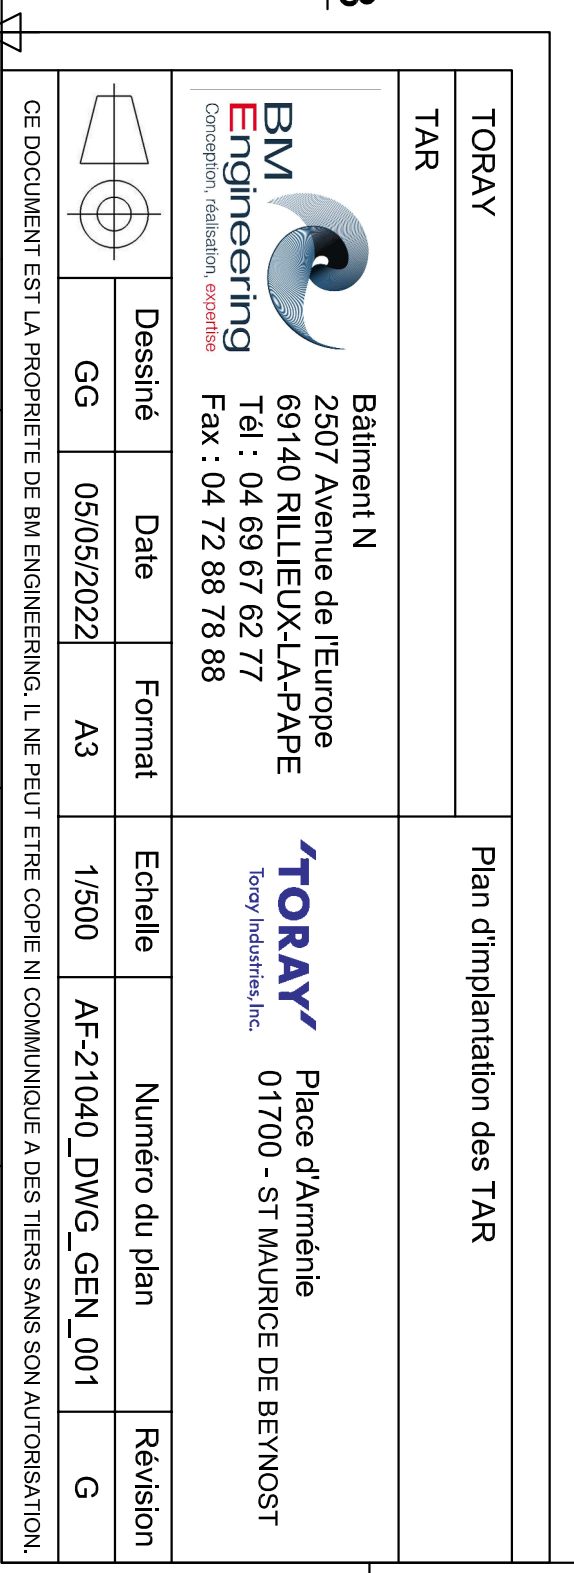 TORAY
Plan d'implantation des TAR
TAR
BM
Engineering
Conception, réalisation, expertise
Bâtiment N
2507 Avenue de l'Europe
69140 RILLIEUX-LA-PAPE
Tél : 04 69 67 62 77
Fax : 04 72 88 78 88
'TORAY'
Toray Industries, Inc.
Place d'Arménie
01700 - ST MAURICE DE BEYNOST
Dessiné Date Format Echelle Numéro du plan Révision
GG 05/05/2022 A3 1/500 AF-21040_DWG_GEN_001 G
CE DOCUMENT EST LA PROPRIETE DE BM ENGINEERING. IL NE PEUT ETRE COPIE NI COMMUNIQUE A DES TIERS SANS SON AUTORISATION.